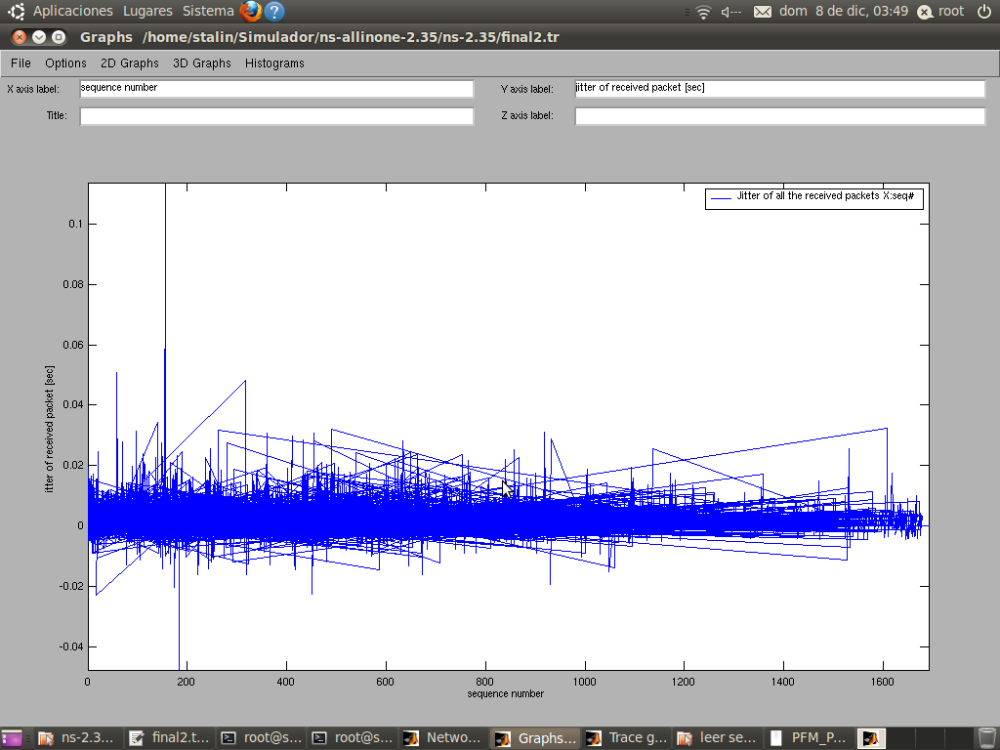 Aplicaciones Lugares Sistema ? dom 8 de dic, 03:49 root
Graphs /home/stalin/Simulador/ns-allinone-2.35/ns-2.35/final2.tr
File Options 2D Graphs 3D Graphs Histograms
X axis label: sequence number Y axis label: jitter of received packet [sec]
Title: Z axis label:
Jitter of all the received packets X:seq#
0.1
0.08
0.06
0.04
0.02
0
-0.02
-0.04
jitter of received packet [sec]
0 200 400 600 800 1000 1200 1400 1600
sequence number
ns-2.3... final2.t... root@s... root@s... Netwo... Graphs... Trace g... leer se... PFM_P...